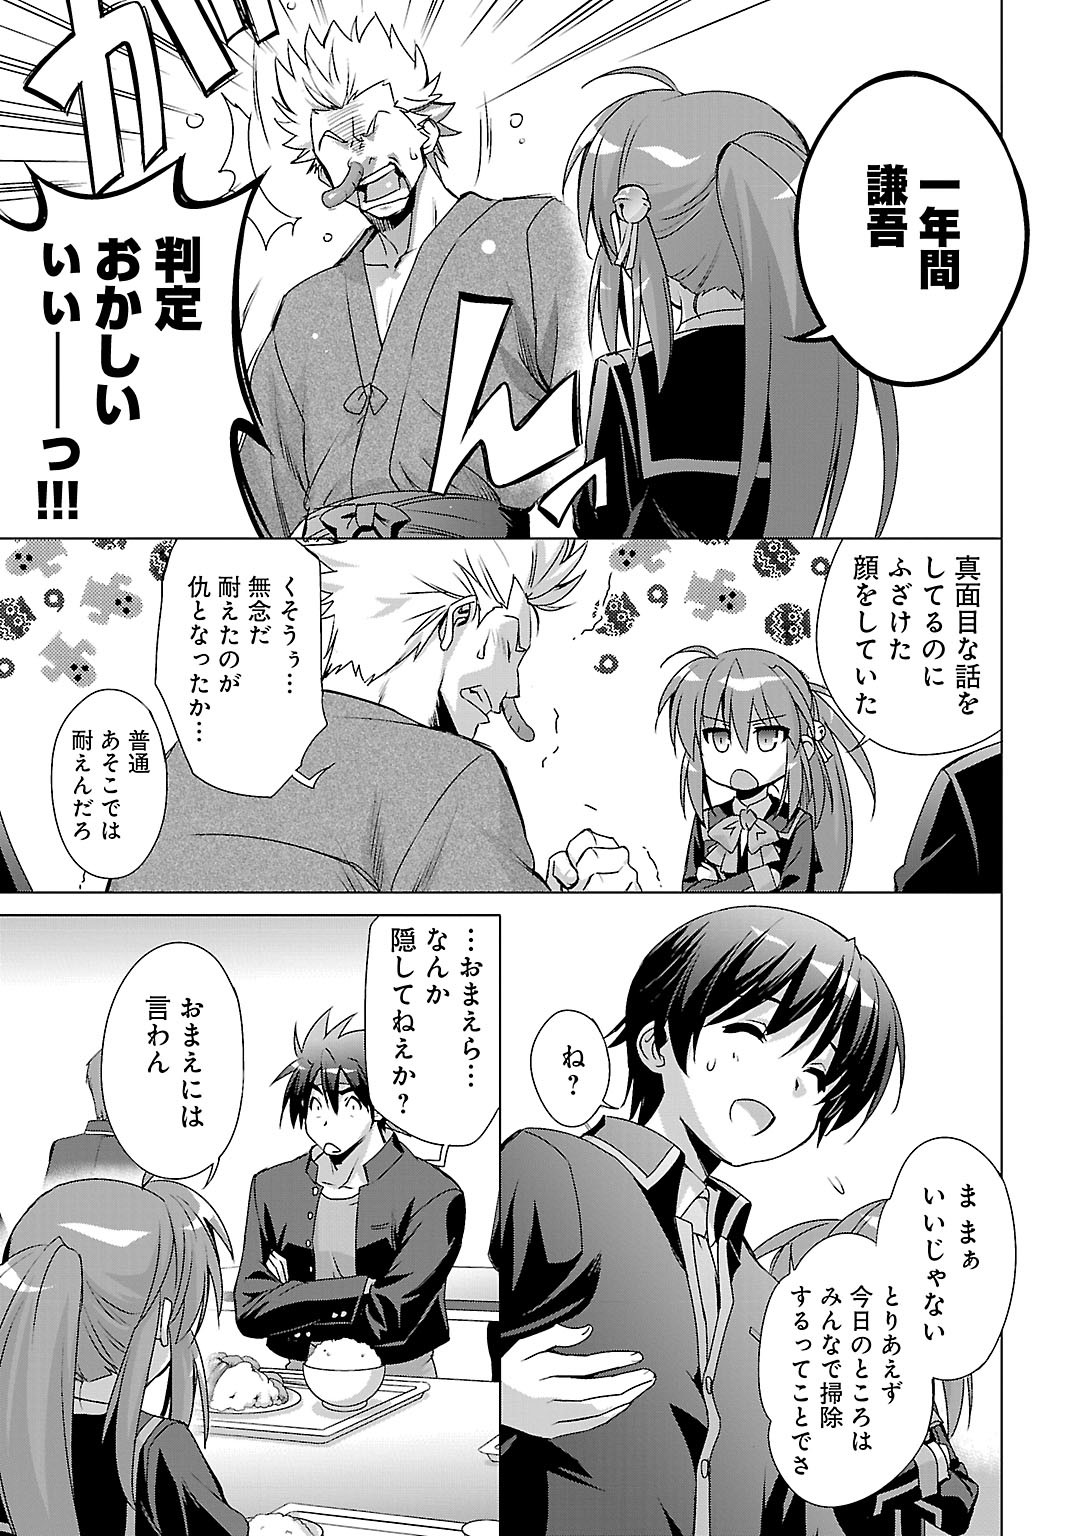 一年間
謙吾
ガーーン
判定
おかしい
いぃ――っ
!!!
真面目な話を
してるのに
ふざけた
顔をしていた
くそうぅ…
無念だ
耐えたのが
仇となったか…
普通
あそこでは
耐えんだろ
ね?
ま まぁ
いいじゃない
とりあえず
今日のところは
みんなで掃除
するってことでさ
…おまえら…
なんか
隠してねぇか?
おまえには
言わん